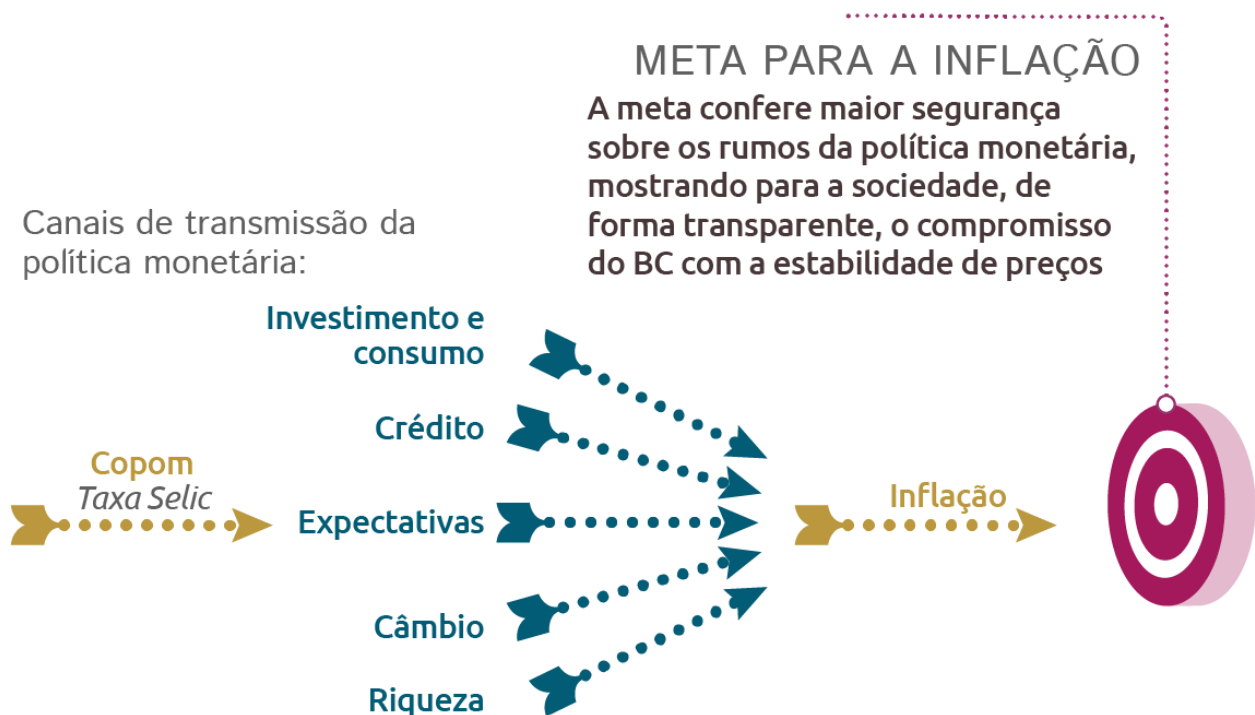 META PARA A INFLAÇÃO
A meta confere maior segurança
sobre os rumos da política monetária,
mostrando para a sociedade, de
forma transparente, o compromisso
do BC com a estabilidade de preços
Canais de transmissão da
política monetária:
Investimento e
consumo
Crédito
Copom
Taxa Selic
Expectativas
Inflação
Câmbio
Riqueza